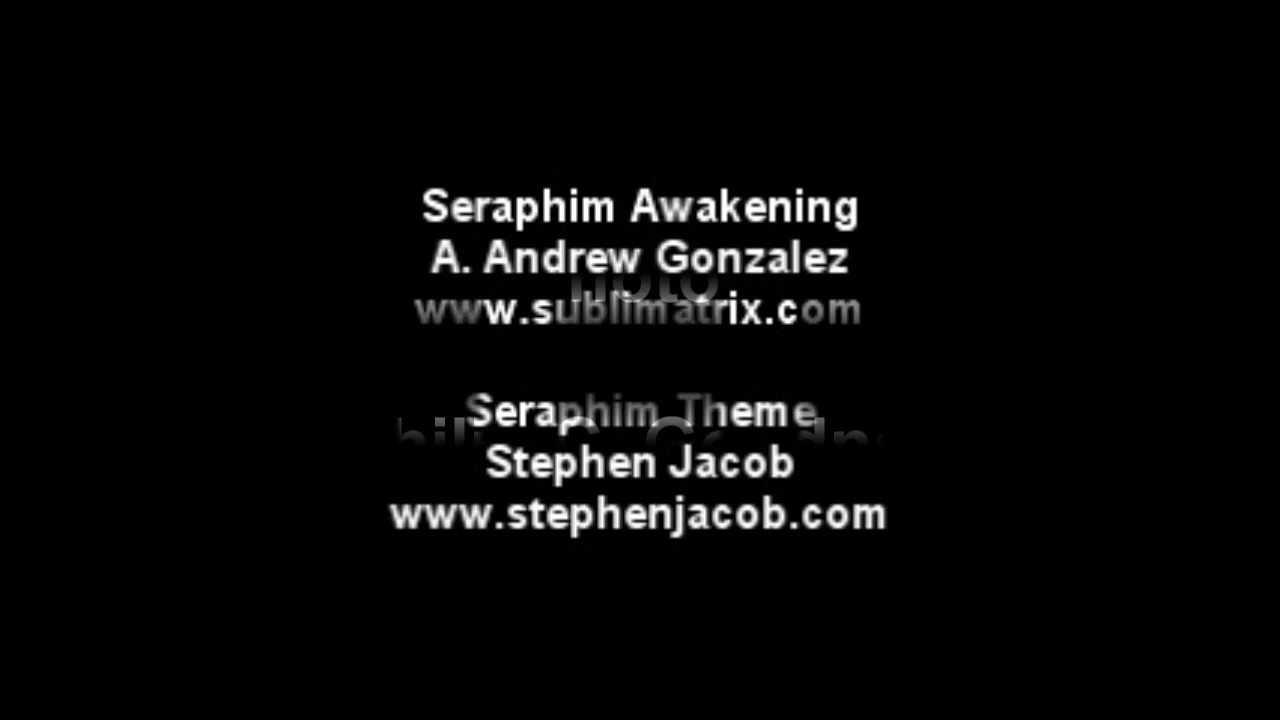 Seraphim Awakening
A. Andrew Gonzalez
www.sublimatrix.com
Seraphim Theme
Stephen Jacob
www.stephenjacob.com